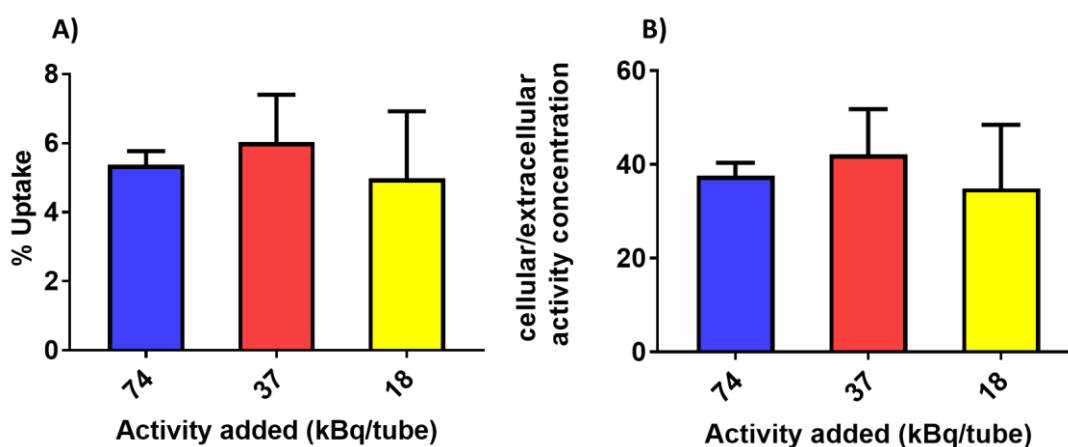 A)
% Uptake
8
6
4
2
0
74
37
18
Activity added (kBq/tube)
B)
cellular/extracellular
activity concentration
60
40
20
0
74
37
18
Activity added (kBq/tube)